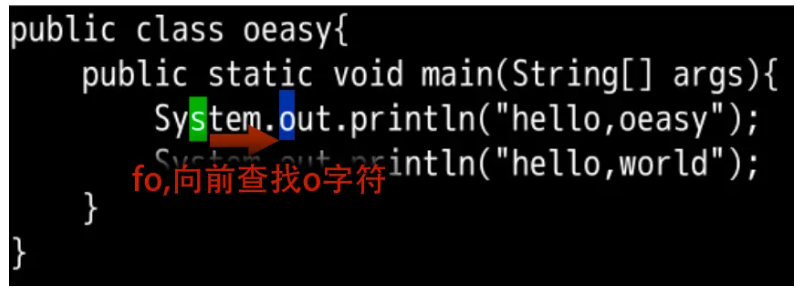 public class oeasy{
public static void main(String[] args){
System.out.println("hello,oeasy");
System.out.println("hello,world");
fo,向前查找o字符
}
}